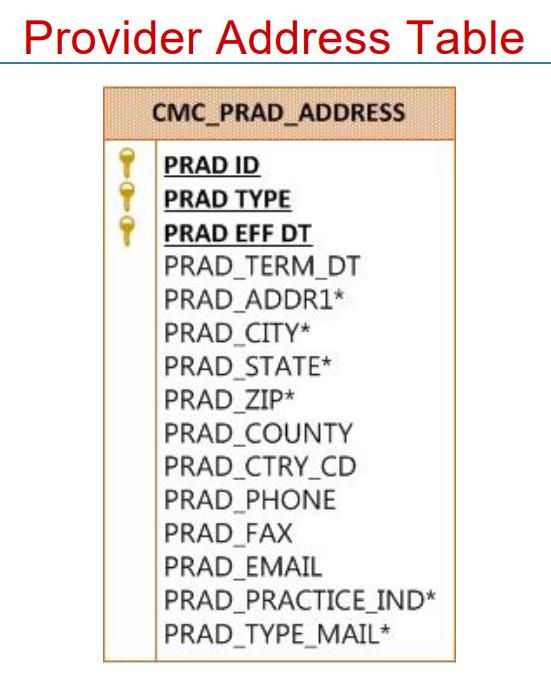 Provider Address Table
CMC_PRAD_ADDRESS
PRAD ID
PRAD TYPE
PRAD EFF DT
PRAD_TERM_DT
PRAD_ADDR1*
PRAD_CITY*
PRAD_STATE*
PRAD_ZIP*
PRAD_COUNTY
PRAD_CTRY_CD
PRAD_PHONE
PRAD_FAX
PRAD_EMAIL
PRAD_PRACTICE_IND*
PRAD_TYPE_MAIL*